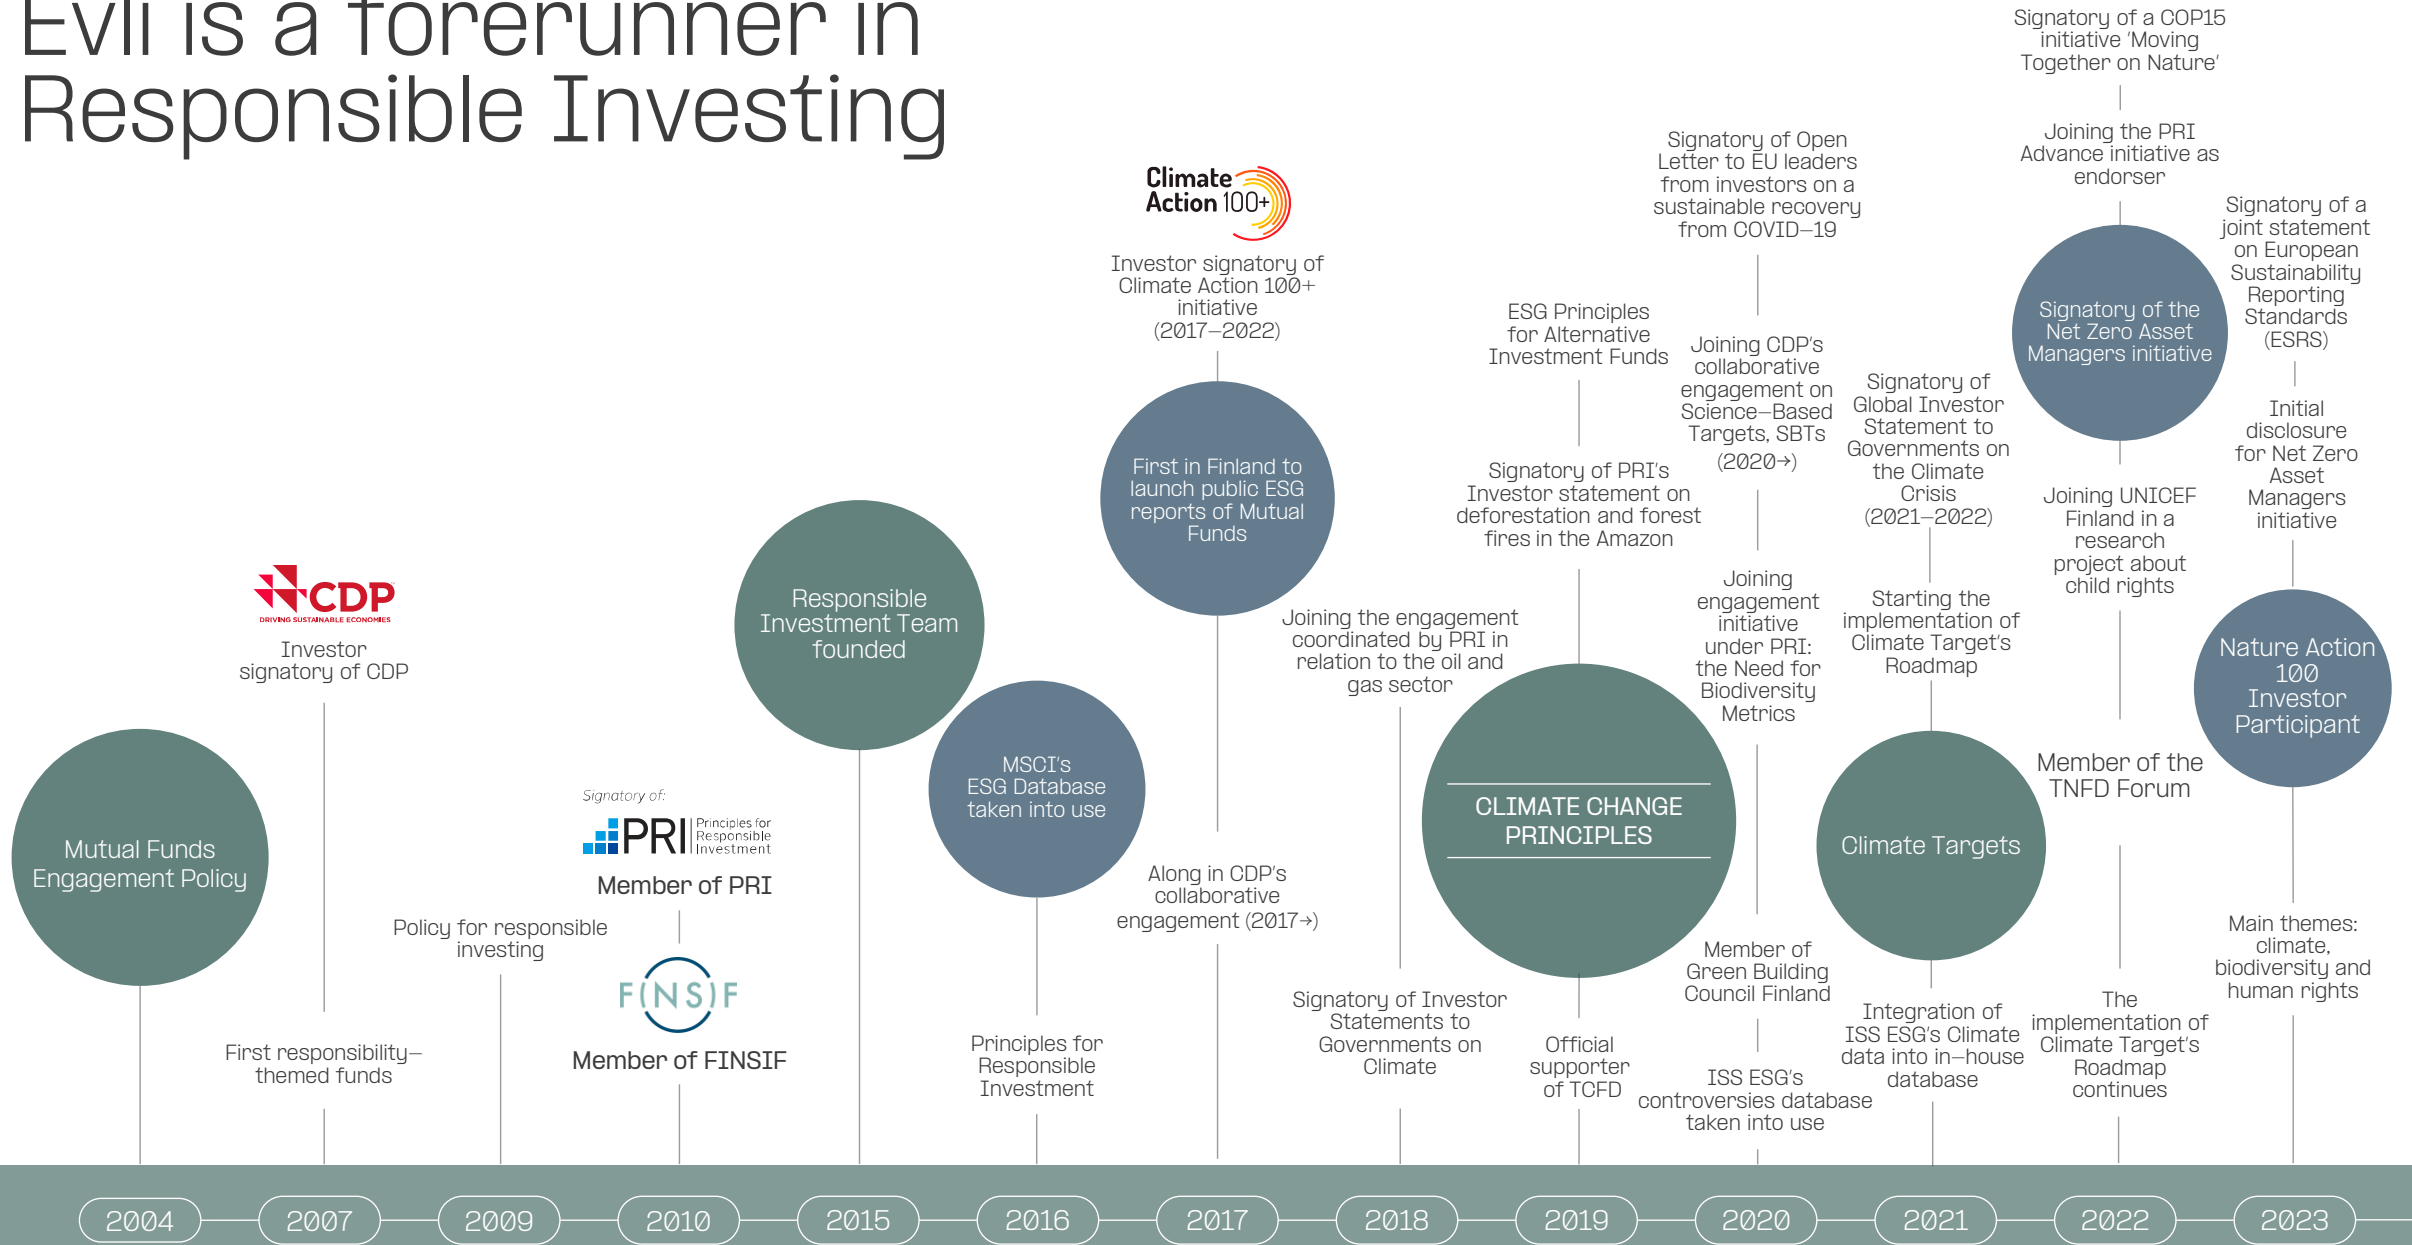 Evli is a forerunner in
Responsible Investing
Mutual Funds
Engagement Policy
CDP
DRIVING SUSTAINABLE ECONOMIES
Investor
signatory of CDP
First responsibility–
themed funds
Policy for responsible
investing
Signatory of:
PRI
Principles for
Responsible
Investment
Member of PRI
FINSIF
Member of FINSIF
Responsible
Investment Team
founded
MSCI's
ESG Database
taken into use
Principles for
Responsible
Investment
Climate
Action 100+
Investor signatory of
Climate Action 100+
initiative
(2017–2022)
First in Finland to
launch public ESG
reports of Mutual
Funds
Along in CDP's
collaborative
engagement (2017→)
Joining the engagement
coordinated by PRI in
relation to the oil and
gas sector
Signatory of Investor
Statements to
Governments on
Climate
ESG Principles
for Alternative
Investment Funds
Signatory of PRI's
Investor statement on
deforestation and forest
fires in the Amazon
CLIMATE CHANGE
PRINCIPLES
Official
supporter
of TCFD
Signatory of Open
Letter to EU leaders
from investors on a
sustainable recovery
from COVID–19
Joining CDP's
collaborative
engagement on
Science–Based
Targets, SBTs
(2020→)
Joining
engagement
initiative
under PRI:
the Need for
Biodiversity
Metrics
Member of
Green Building
Council Finland
ISS ESG's
controversies database
taken into use
Signatory of
Global Investor
Statement to
Governments on
the Climate
Crisis
(2021–2022)
Starting the
implementation of
Climate Target's
Roadmap
Climate Targets
Integration of
ISS ESG's Climate
data into in–house
database
Signatory of a COP15
initiative 'Moving
Together on Nature'
Joining the PRI
Advance initiative as
endorser
Signatory of the
Net Zero Asset
Managers initiative
Joining UNICEF
Finland in a
research
project about
child rights
Member of the
TNFD Forum
The
implementation of
Climate Target's
Roadmap
continues
Signatory of a
joint statement
on European
Sustainability
Reporting
Standards
(ESRS)
Initial
disclosure
for Net Zero
Asset
Managers
initiative
Nature Action
100
Investor
Participant
Main themes:
climate,
biodiversity and
human rights
2004
2007
2009
2010
2015
2016
2017
2018
2019
2020
2021
2022
2023